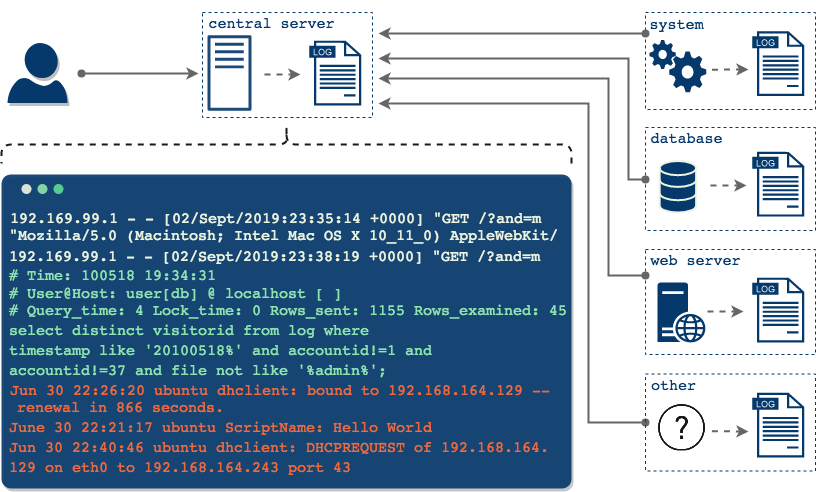 central server
LOG
system
LOG
database
LOG
web server
LOG
other
?
LOG
192.169.99.1 - - [02/Sept/2019:23:35:14 +0000] "GET /?and=m
"Mozilla/5.0 (Macintosh; Intel Mac OS X 10_11_0) AppleWebKit/
192.169.99.1 - - [02/Sept/2019:23:38:19 +0000] "GET /?and=m
# Time: 100518 19:34:31
# User@Host: user[db] @ localhost [ ]
# Query_time: 4 Lock_time: 0 Rows_sent: 1155 Rows_examined: 45
select distinct visitorid from log where
timestamp like '20100518%' and accountid!=1 and
accountid!=37 and file not like '%admin%';
Jun 30 22:26:20 ubuntu dhclient: bound to 192.168.164.129 --
renewal in 866 seconds.
June 30 22:21:17 ubuntu ScriptName: Hello World
Jun 30 22:40:46 ubuntu dhclient: DHCPREQUEST of 192.168.164.
129 on eth0 to 192.168.164.243 port 43